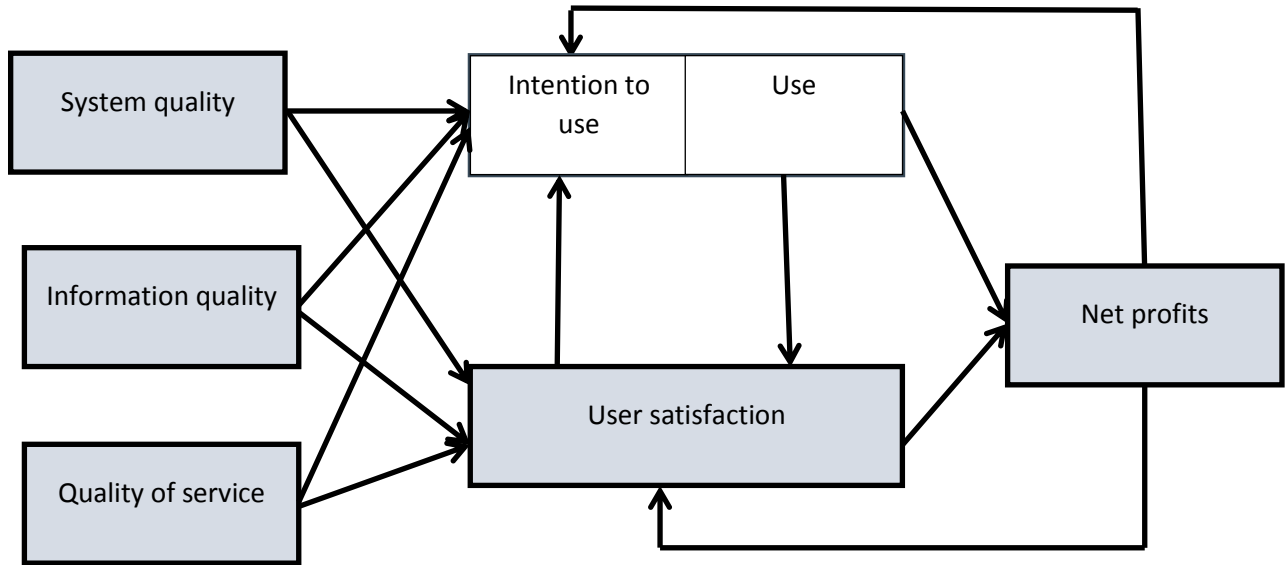 System quality
Intention to
use
Use
Information quality
Net profits
User satisfaction
Quality of service